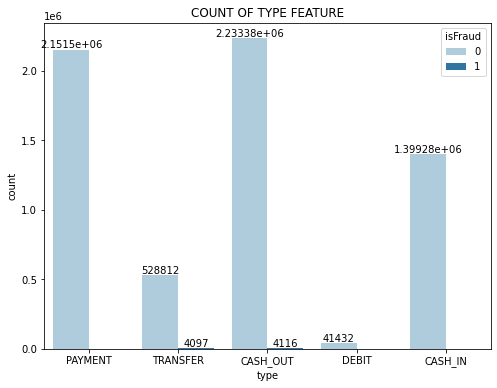 COUNT OF TYPE FEATURE
1e6
isFraud
0
1
2.1515e+06
528812
4097
2.23338e+06
4116
41432
1.39928e+06
2.0
1.5
1.0
0.5
0.0
count
PAYMENT TRANSFER CASH_OUT DEBIT CASH_IN
type